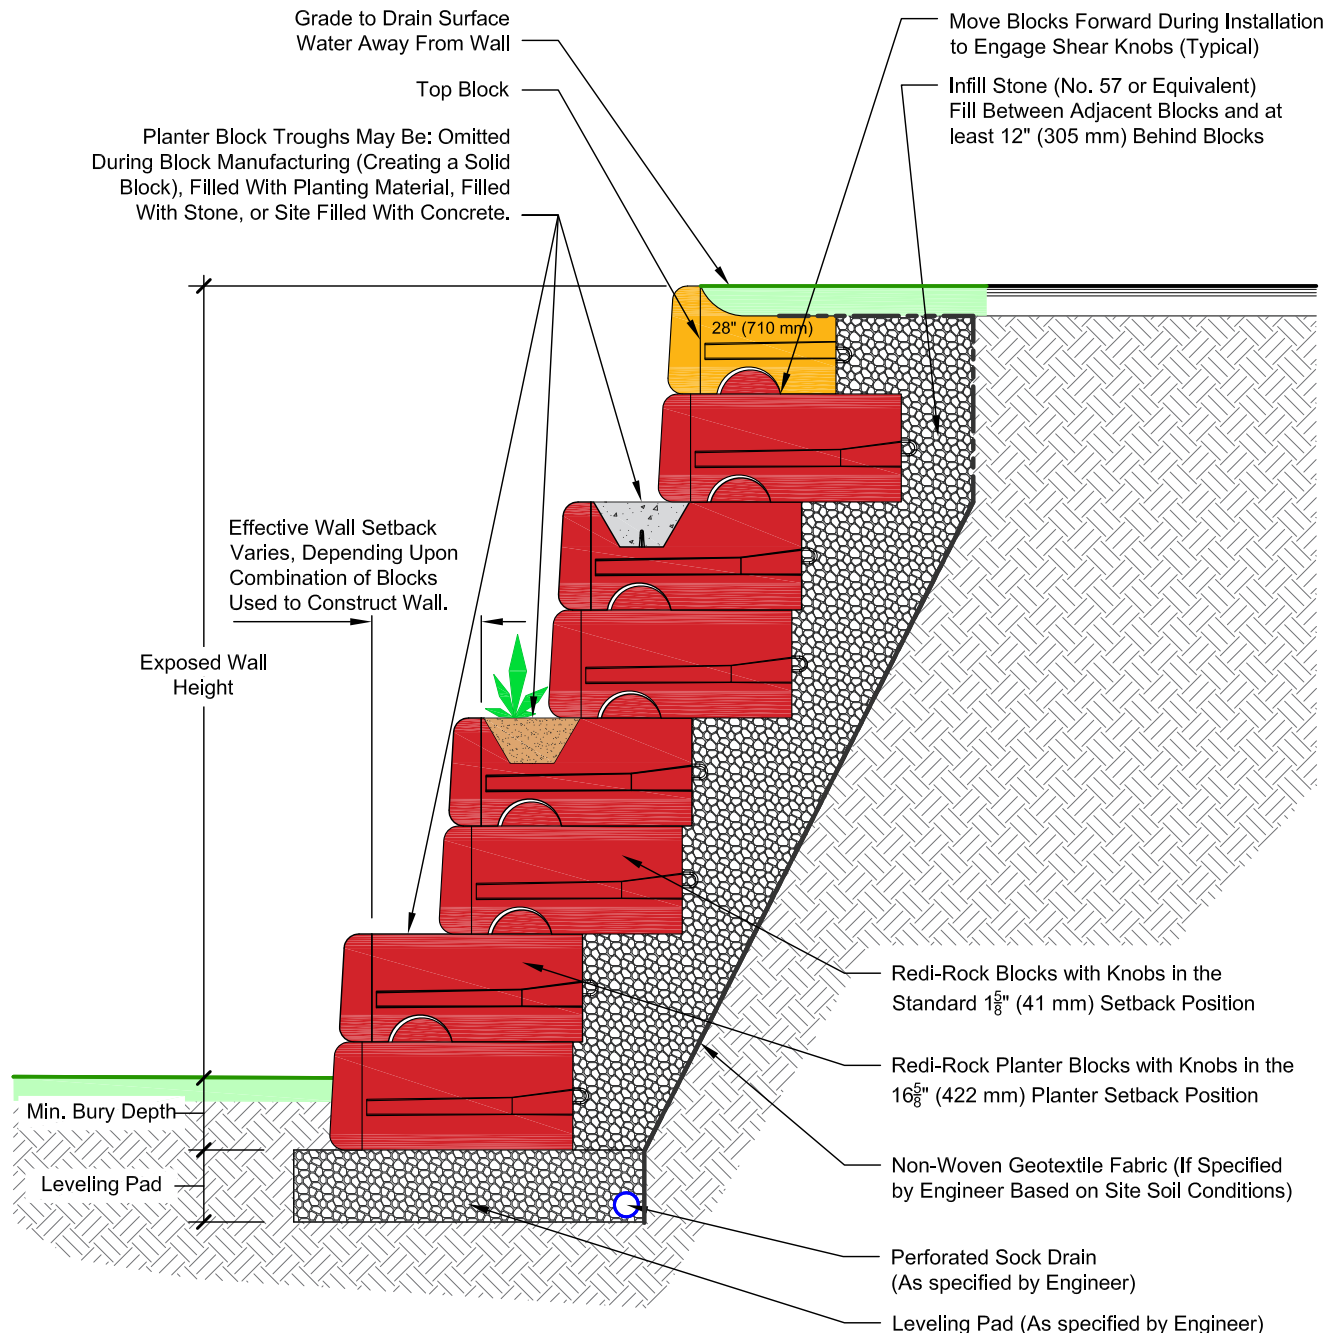 Grade to Drain Surface
Water Away From Wall
Top Block
Planter Block Troughs May Be: Omitted
During Block Manufacturing (Creating a Solid
Block), Filled With Planting Material, Filled
With Stone, or Site Filled With Concrete.
Move Blocks Forward During Installation
to Engage Shear Knobs (Typical)
Infill Stone (No. 57 or Equivalent)
Fill Between Adjacent Blocks and at
least 12" (305 mm) Behind Blocks
28" (710 mm)
Effective Wall Setback
Varies, Depending Upon
Combination of Blocks
Used to Construct Wall.
Exposed Wall
Height
Min. Bury Depth
Leveling Pad
Redi-Rock Blocks with Knobs in the
Standard 1 5/8" (41 mm) Setback Position
Redi-Rock Planter Blocks with Knobs in the
16 5/8" (422 mm) Planter Setback Position
Non-Woven Geotextile Fabric (If Specified
by Engineer Based on Site Soil Conditions)
Perforated Sock Drain
(As specified by Engineer)
Leveling Pad (As specified by Engineer)